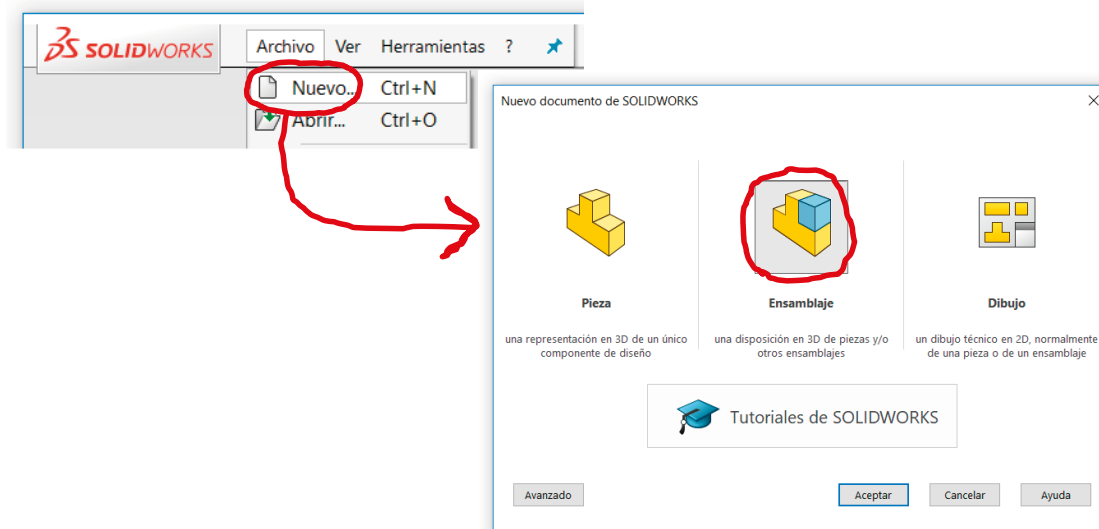 SOLIDWORKS
Archivo Ver Herramientas ?
Nuevo... Ctrl+N
Abrir... Ctrl+O
Nuevo documento de SOLIDWORKS
Pieza
una representación en 3D de un único
componente de diseño
Ensamblaje
una disposición en 3D de piezas y/o
otros ensamblajes
Dibujo
un dibujo técnico en 2D, normalmente
de una pieza o de un ensamblaje
Tutoriales de SOLIDWORKS
Avanzado Aceptar Cancelar Ayuda